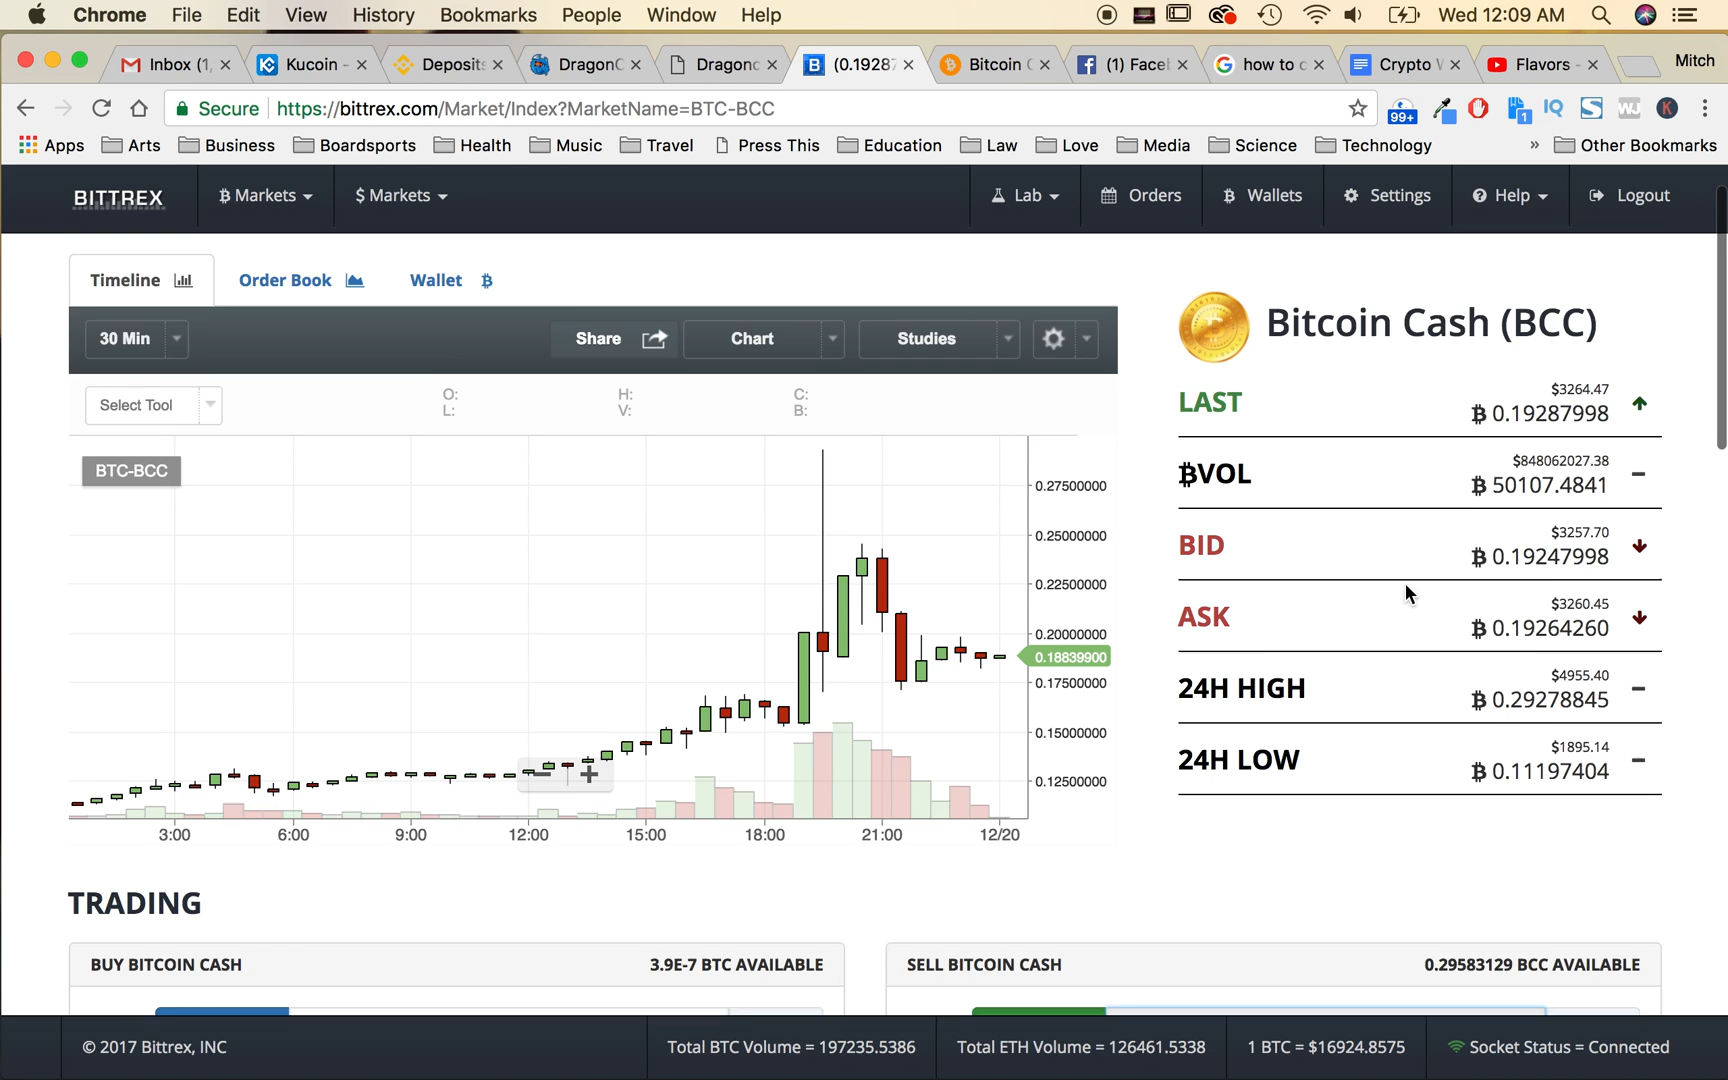 Chrome File Edit View History Bookmarks People Window Help Wed 12:09 AM
Inbox (1, Kucoin - Deposits DragonC Dragonc (0.1928 Bitcoin (1) Face how to c Crypto W Flavors - Mitch
Secure https://bittrex.com/Market/Index?MarketName=BTC-BCC 99+ 1 IQ S WJ K
Apps Arts Business Boardsports Health Music Travel Press This Education Law Love Media Science Technology » Other Bookmarks
BITTREX ₿ Markets $ Markets Lab Orders ₿ Wallets Settings Help Logout
Timeline Order Book Wallet ₿
30 Min Share Chart Studies
Select Tool
O: H: C:
L: V: B:
BTC-BCC
0.27500000
0.25000000
0.22500000
0.20000000
0.18839900
0.17500000
0.15000000
0.12500000
3:00 6:00 9:00 12:00 15:00 18:00 21:00 12/20
Bitcoin Cash (BCC)
$3264.47
LAST ₿ 0.19287998
$848062027.38
₿VOL ₿ 50107.4841
$3257.70
BID ₿ 0.19247998
$3260.45
ASK ₿ 0.19264260
$4955.40
24H HIGH ₿ 0.29278845
$1895.14
24H LOW ₿ 0.11197404
TRADING
BUY BITCOIN CASH 3.9E-7 BTC AVAILABLE
SELL BITCOIN CASH 0.29583129 BCC AVAILABLE
© 2017 Bittrex, INC Total BTC Volume = 197235.5386 Total ETH Volume = 126461.5338 1 BTC = $16924.8575 Socket Status = Connected